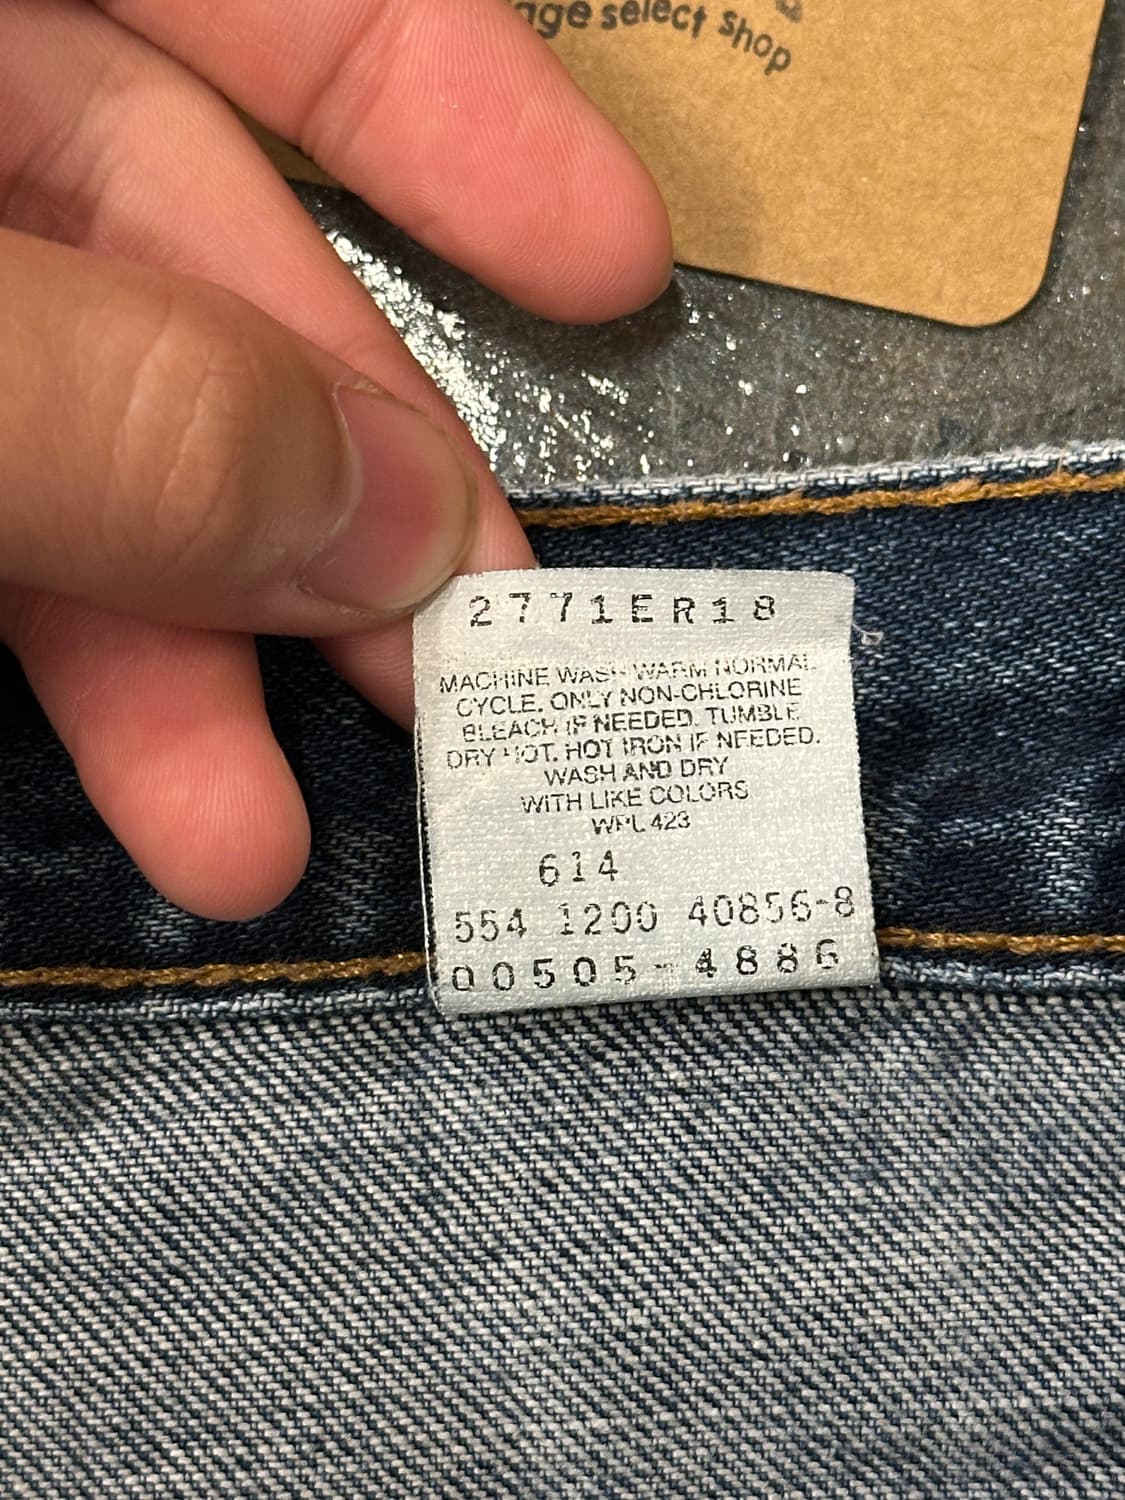 select shop
2771ER18
MACHINE WASH WARM NORMAL
CYCLE. ONLY NON-CHLORINE
BLEACH IF NEEDED. TUMBLE
DRY HOT. HOT IRON IF NEEDED.
WASH AND DRY
WITH LIKE COLORS
WPL 423
614
554 1200 40856-8
00505-4886